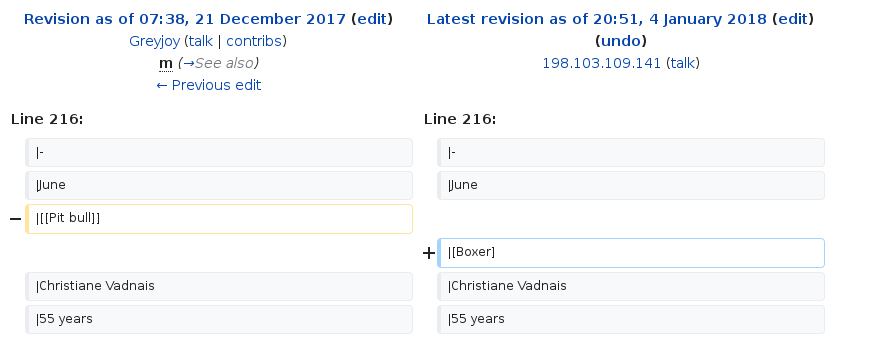 Revision as of 07:38, 21 December 2017 (edit)
Greyjoy (talk | contribs)
m (→See also)
← Previous edit
Latest revision as of 20:51, 4 January 2018 (edit)
(undo)
198.103.109.141 (talk)
Line 216:
Line 216:
|-
|-
|June
|June
− |[[Pit bull]]
+ |[Boxer]
|Christiane Vadnais
|Christiane Vadnais
|55 years
|55 years